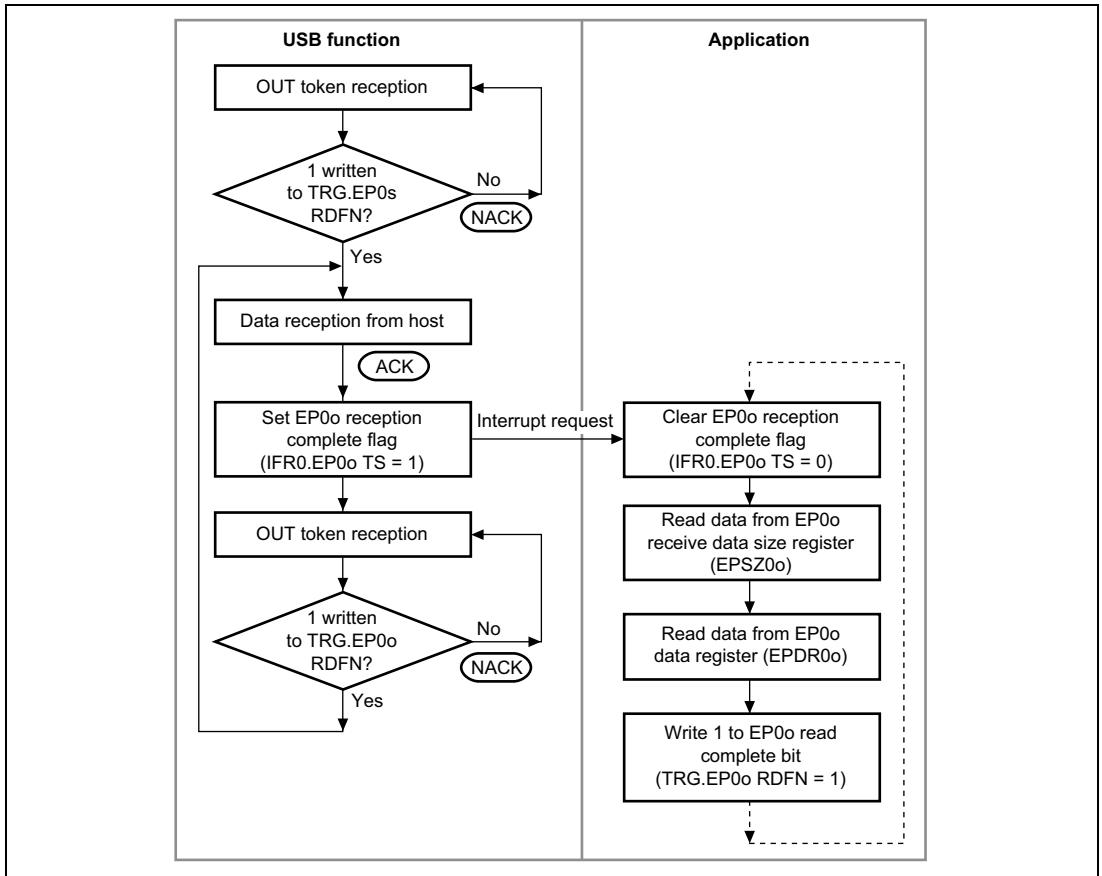 USB function
OUT token reception
1 written
to TRG.EP0s
RDFN?
No
NACK
Yes
Data reception from host
ACK
Set EP0o reception
complete flag
(IFR0.EP0o TS = 1)
Interrupt request
OUT token reception
1 written
to TRG.EP0o
RDFN?
No
NACK
Yes
Application
Clear EP0o reception
complete flag
(IFR0.EP0o TS = 0)
Read data from EP0o
receive data size register
(EPSZ0o)
Read data from EP0o
data register (EPDR0o)
Write 1 to EP0o read
complete bit
(TRG.EP0o RDFN = 1)